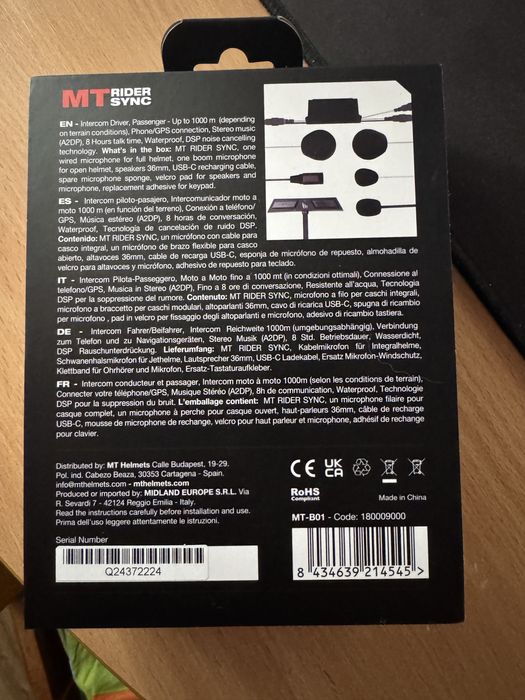 MT RIDER
SYNC
EN - Intercom Driver, Passenger - Up to 1000 m (depending
on terrain conditions), Phone/GPS connection, Stereo music
(A2DP), 8 Hours talk time, Waterproof, DSP noise cancelling
technology. What's in the box: MT RIDER SYNC, one
wired microphone for full helmet, one boom microphone
for open helmet, speakers 36mm, USB-C recharging cable,
spare microphone sponge, velcro pad for speakers and
microphone, replacement adhesive for keypad.
ES - Intercom piloto-pasajero, Intercomunicador moto a
moto 1000 m (en función del terreno), Conexión a teléfono/
GPS, Música estéreo (A2DP), 8 horas de conversación,
Waterproof, Tecnología de cancelación de ruido DSP.
Contenido: MT RIDER SYNC, un micrófono con cable para
casco integral, un micrófono de brazo flexible para casco
abierto, altavoces 36mm, cable de recarga USB-C, esponja de micrófono de repuesto, almohadilla de
velcro para altavoces y micrófono, adhesivo de repuesto para teclado.
IT - Intercom Pilota-Passeggero, Moto a Moto fino a 1000 mt (in condizioni ottimali), Connessione al
telefono/GPS, Musica in Stereo (A2DP), Fino a 8 ore di conversazione, Resistente all'acqua, Tecnologia
DSP per la soppressione del rumore. Contenuto: MT RIDER SYNC, microfono a filo per caschi integrali,
microfono a braccetto per caschi modulari, altoparlanti 36mm, cavo di ricarica USB-C, spugna di ricambio
per microfono , pad in velcro per fissaggio degli altoparlanti e microfono, adesivo di ricambio tastiera.
DE - Intercom Fahrer/Beifahrer, Intercom Reichweite 1000m (umgebungsabhängig), Verbindung
zum Telefon und zu Navigationsgeräten, Stereo Musik (A2DP), 8 Std. Betriebsdauer, Wasserdicht,
DSP Rauschunterdrückung. Lieferumfang: MT RIDER SYNC, Kabelmikrofon für Integralhelme,
Schwanenhalsmikrofon für Jethelme, Lautsprecher 36mm, USB-C Ladekabel, Ersatz Mikrofon-Windschutz,
Klettband für Ohrhörer und Mikrofon, Ersatz-Tastaturaufkleber.
FR - Intercom conducteur et passager, Intercom moto à moto 1000m (selon les conditions de terrain),
Connecter votre téléphone/GPS, Musique Stéréo (A2DP), 8h de communication, Waterproof, Technologie
DSP pour la suppression du bruit. L'emballage contient: MT RIDER SYNC, un microphone filaire pour
casque complet, un microphone à perche pour casque ouvert, haut-parleurs 36mm, câble de recharge
USB-C, mousse de microphone de rechange, velcro pour haut parleur et microphone, adhésif de rechange
pour clavier.
Distributed by: MT Helmets Calle Budapest, 19-29.
Pol. ind. Cabezo Beaza, 30353 Cartagena - Spain.
info@mthelmets.com - mthelmets.com
Produced or imported by: MIDLAND EUROPE S.R.L. Via
R. Sevardi 7 - 42124 Reggio Emilia - Italy.
Read the instructions carefully before installation and use.
Prima dell'uso leggere attentamente le istruzioni.
Serial Number
Q24372224
CE UK
CA
RoHS
Compliant
Made in China
MT-B01 - Code: 180009000
8 434639 214545 >